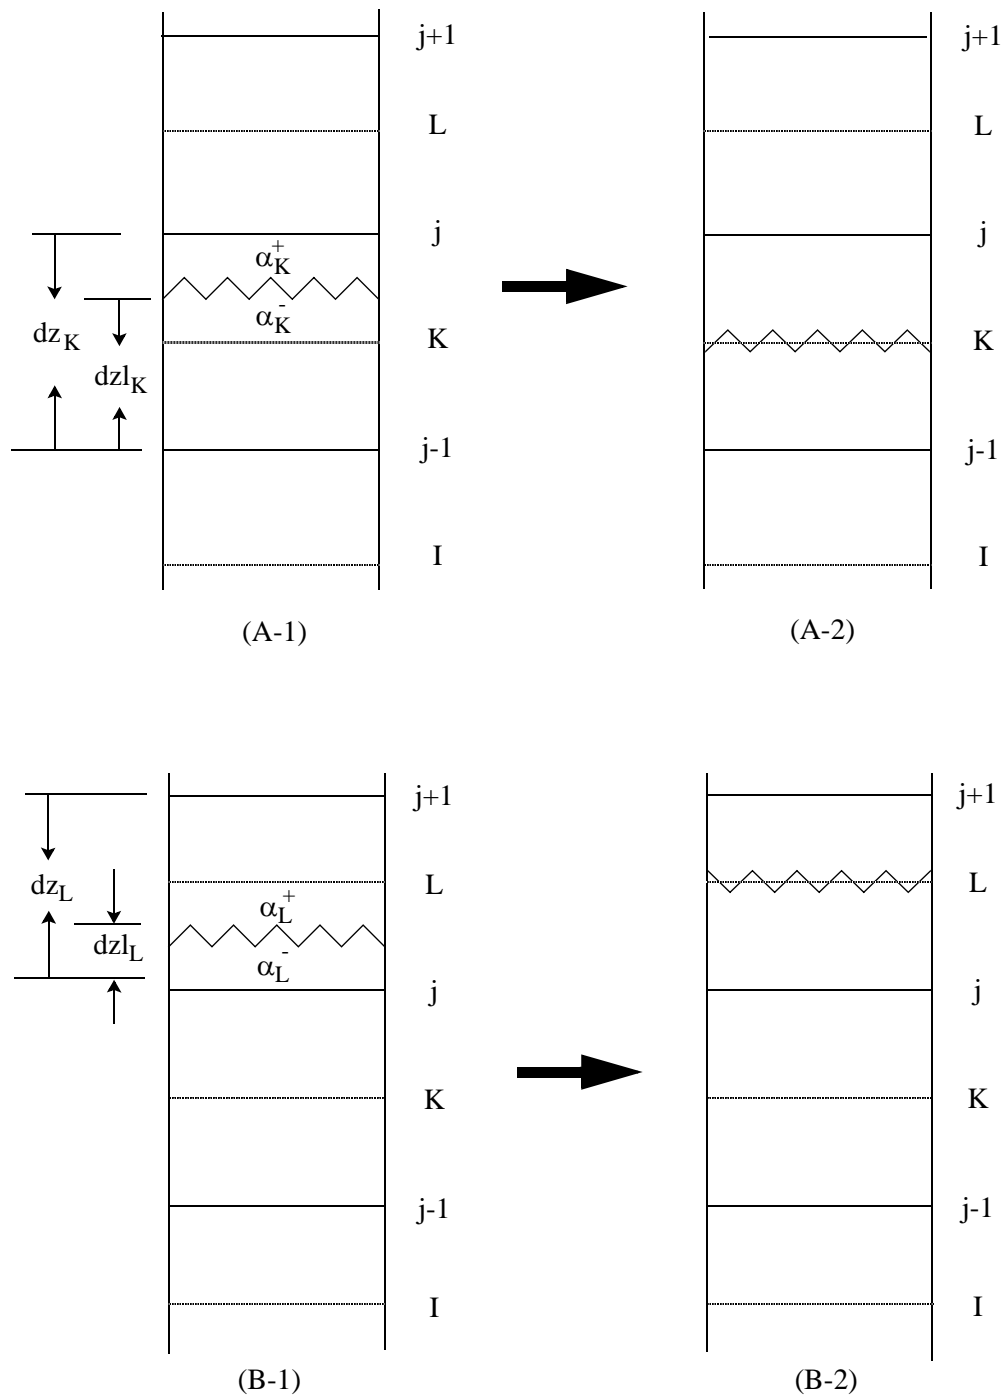 j+1 j+1
L L
j j
α_K^+
α_K^-
dz_K K K
dzl_K
j-1 j-1
I I
(A-1) (A-2)
j+1 j+1
dz_L L L
α_L^+
dzl_L
α_L^-
j j
K K
j-1 j-1
I I
(B-1) (B-2)